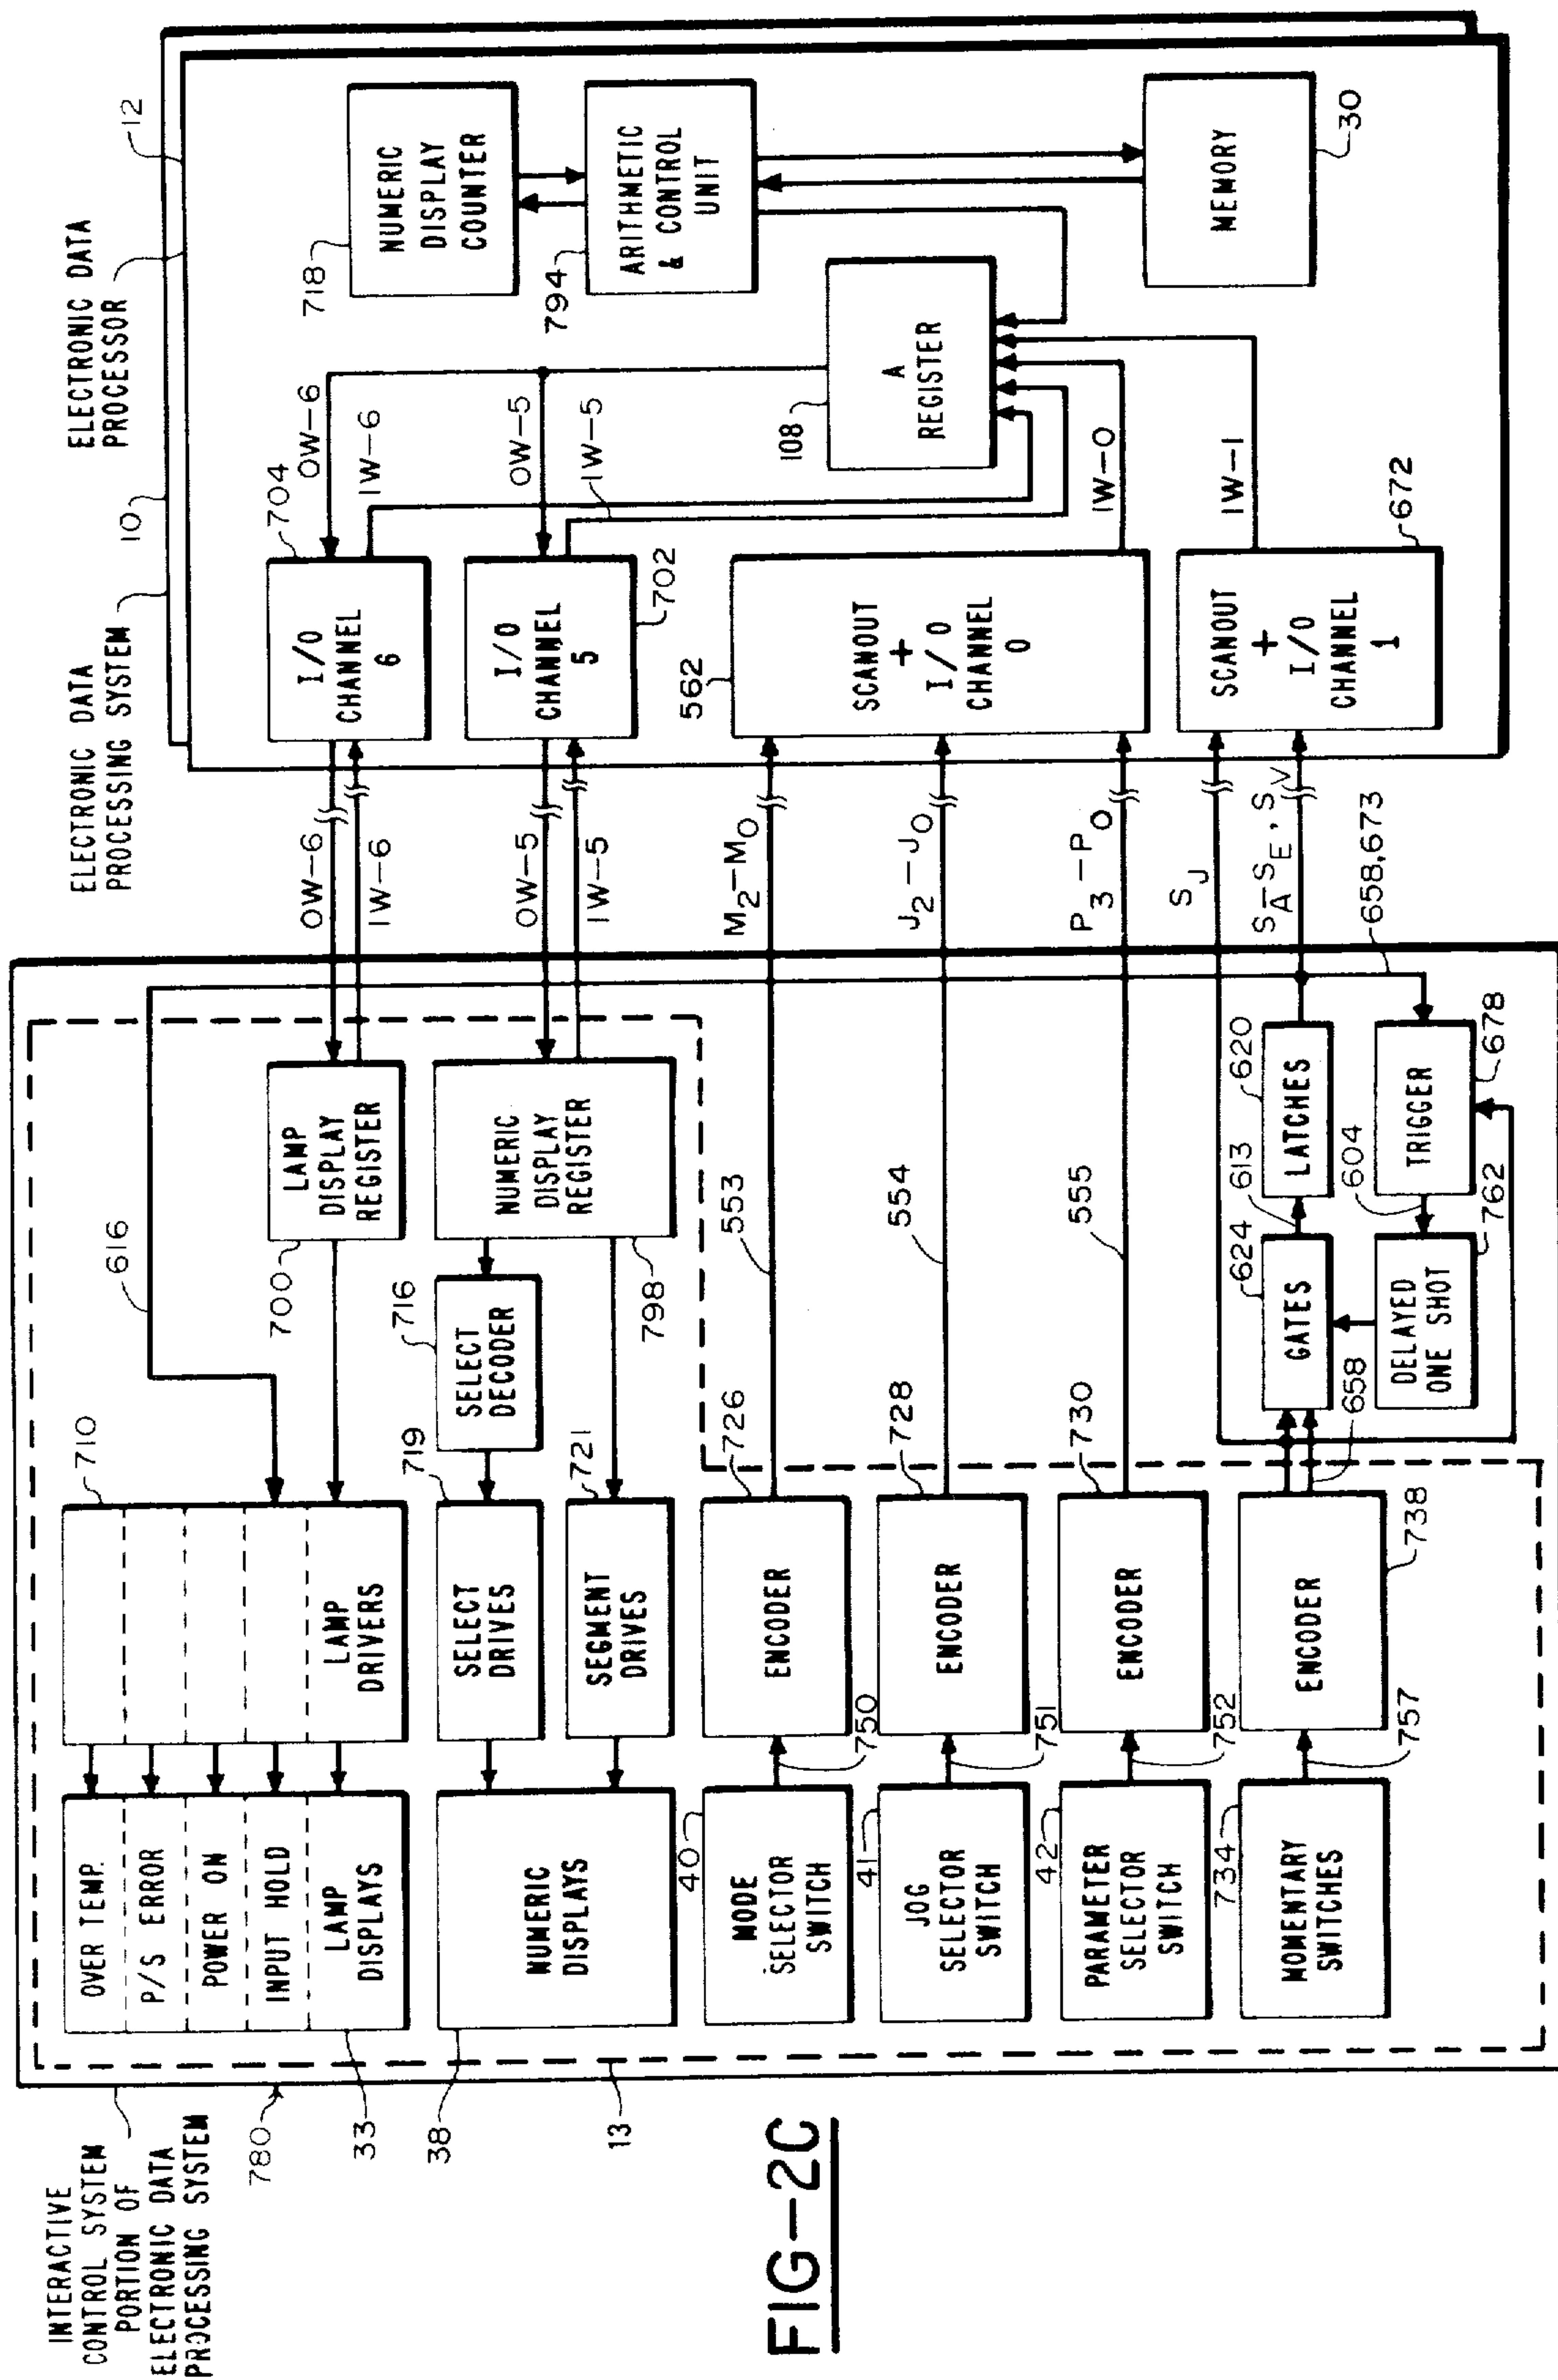 INTERACTIVE
CONTROL SYSTEM
PORTION OF
ELECTRONIC DATA
PROCESSING SYSTEM
780
33
38
13
OVER TEMP.
P/S ERROR
POWER ON
INPUT HOLD
LAMP
DISPLAYS
710
LAMP
DRIVERS
616
LAMP
DISPLAY
REGISTER
700
NUMERIC
DISPLAYS
SELECT
DRIVES
719
SEGMENT
DRIVES
721
SELECT
DECODER
716
NUMERIC
DISPLAY
REGISTER
798
MODE
SELECTOR
SWITCH
40
750
ENCODER
726
553
JOG
SELECTOR
SWITCH
41
751
ENCODER
728
554
PARAMETER
SELECTOR
SWITCH
42
752
ENCODER
730
555
MOMENTARY
SWITCHES
734
757
ENCODER
738
658
GATES
624
613
LATCHES
620
DELAYED
ONE SHOT
762
604
TRIGGER
678
658,673
OW-6
IW-6
OW-5
IW-5
M2-M0
J2-J0
P3-P0
SJ
SA-SE, SV
ELECTRONIC DATA
PROCESSING SYSTEM
10
ELECTRONIC DATA
PROCESSOR
12
I/O
CHANNEL
6
704
I/O
CHANNEL
5
702
SCANOUT
+
I/O
CHANNEL
0
562
SCANOUT
+
I/O
CHANNEL
1
672
OW-6
IW-6
OW-5
IW-5
IW-0
IW-1
A
REGISTER
108
NUMERIC
DISPLAY
COUNTER
718
ARITHMETIC
& CONTROL
UNIT
794
MEMORY
30
FIG-2C